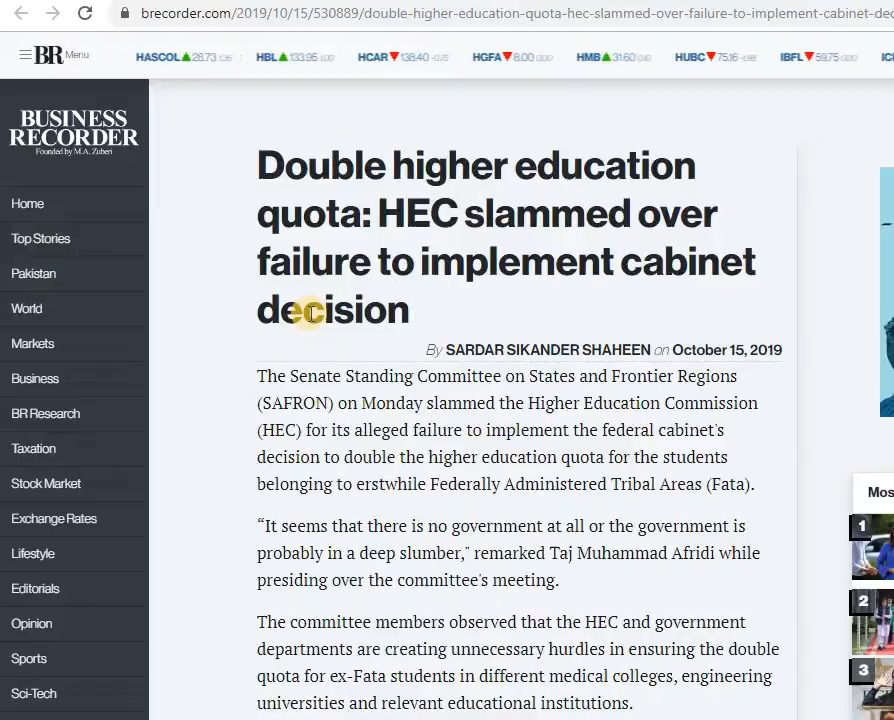 brecorder.com/2019/10/15/530889/double-higher-education-quota-hec-slammed-over-failure-to-implement-cabinet-dec
BR Menu
HASCOL 28.73 HBL 133.95 HCAR 138.40 HGFA 8.00 HMB 31.60 HUBC 75.16 IBFL 59.75
BUSINESS
RECORDER
Founded by M.A. Zuberi
Home
Top Stories
Pakistan
World
Markets
Business
BR Research
Taxation
Stock Market
Exchange Rates
Lifestyle
Editorials
Opinion
Sports
Sci-Tech
Double higher education
quota: HEC slammed over
failure to implement cabinet
decision
By SARDAR SIKANDER SHAHEEN on October 15, 2019
The Senate Standing Committee on States and Frontier Regions
(SAFRON) on Monday slammed the Higher Education Commission
(HEC) for its alleged failure to implement the federal cabinet's
decision to double the higher education quota for the students
belonging to erstwhile Federally Administered Tribal Areas (Fata).
“It seems that there is no government at all or the government is
probably in a deep slumber," remarked Taj Muhammad Afridi while
presiding over the committee's meeting.
The committee members observed that the HEC and government
departments are creating unnecessary hurdles in ensuring the double
quota for ex-Fata students in different medical colleges, engineering
universities and relevant educational institutions.
Mos
1
2
3